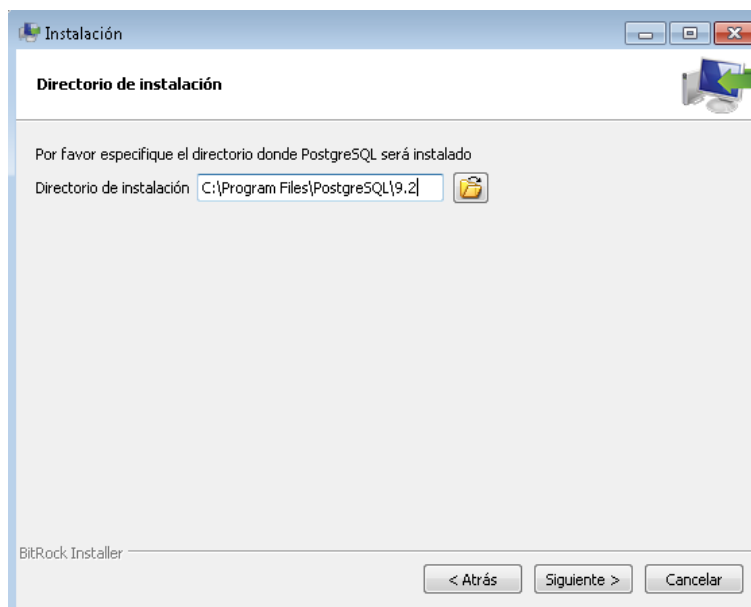 Instalación
Directorio de instalación
Por favor especifique el directorio donde PostgreSQL será instalado
Directorio de instalación C:\Program Files\PostgreSQL\9.2
BitRock Installer
< Atrás Siguiente > Cancelar